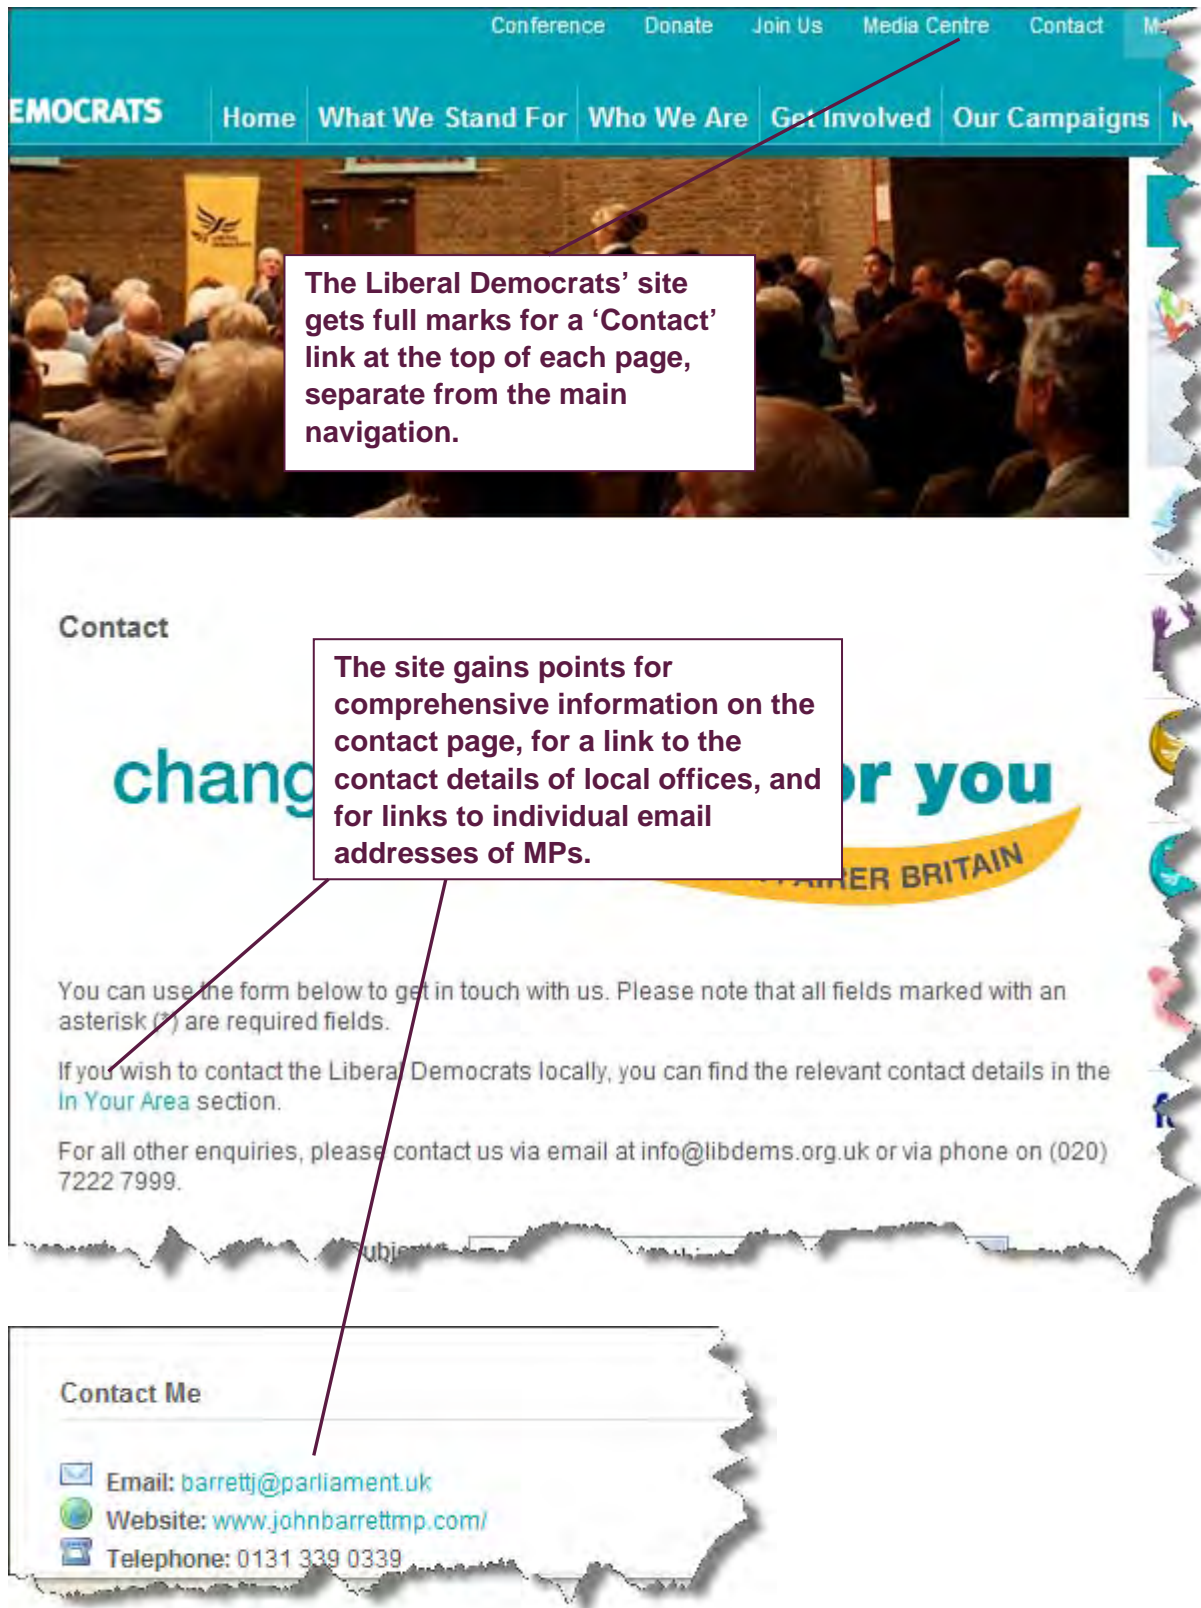 Conference Donate Join Us Media Centre Contact
EMOCRATS Home What We Stand For Who We Are Get Involved Our Campaigns
The Liberal Democrats’ site
gets full marks for a ‘Contact’
link at the top of each page,
separate from the main
navigation.
Contact
The site gains points for
comprehensive information on the
contact page, for a link to the
contact details of local offices, and
for links to individual email
addresses of MPs.
chang or you
AIRER BRITAIN
You can use the form below to get in touch with us. Please note that all fields marked with an
asterisk (*) are required fields.
If you wish to contact the Liberal Democrats locally, you can find the relevant contact details in the
In Your Area section.
For all other enquiries, please contact us via email at info@libdems.org.uk or via phone on (020)
7222 7999.
Contact Me
Email: barrettj@parliament.uk
Website: www.johnbarrettmp.com/
Telephone: 0131 339 0339